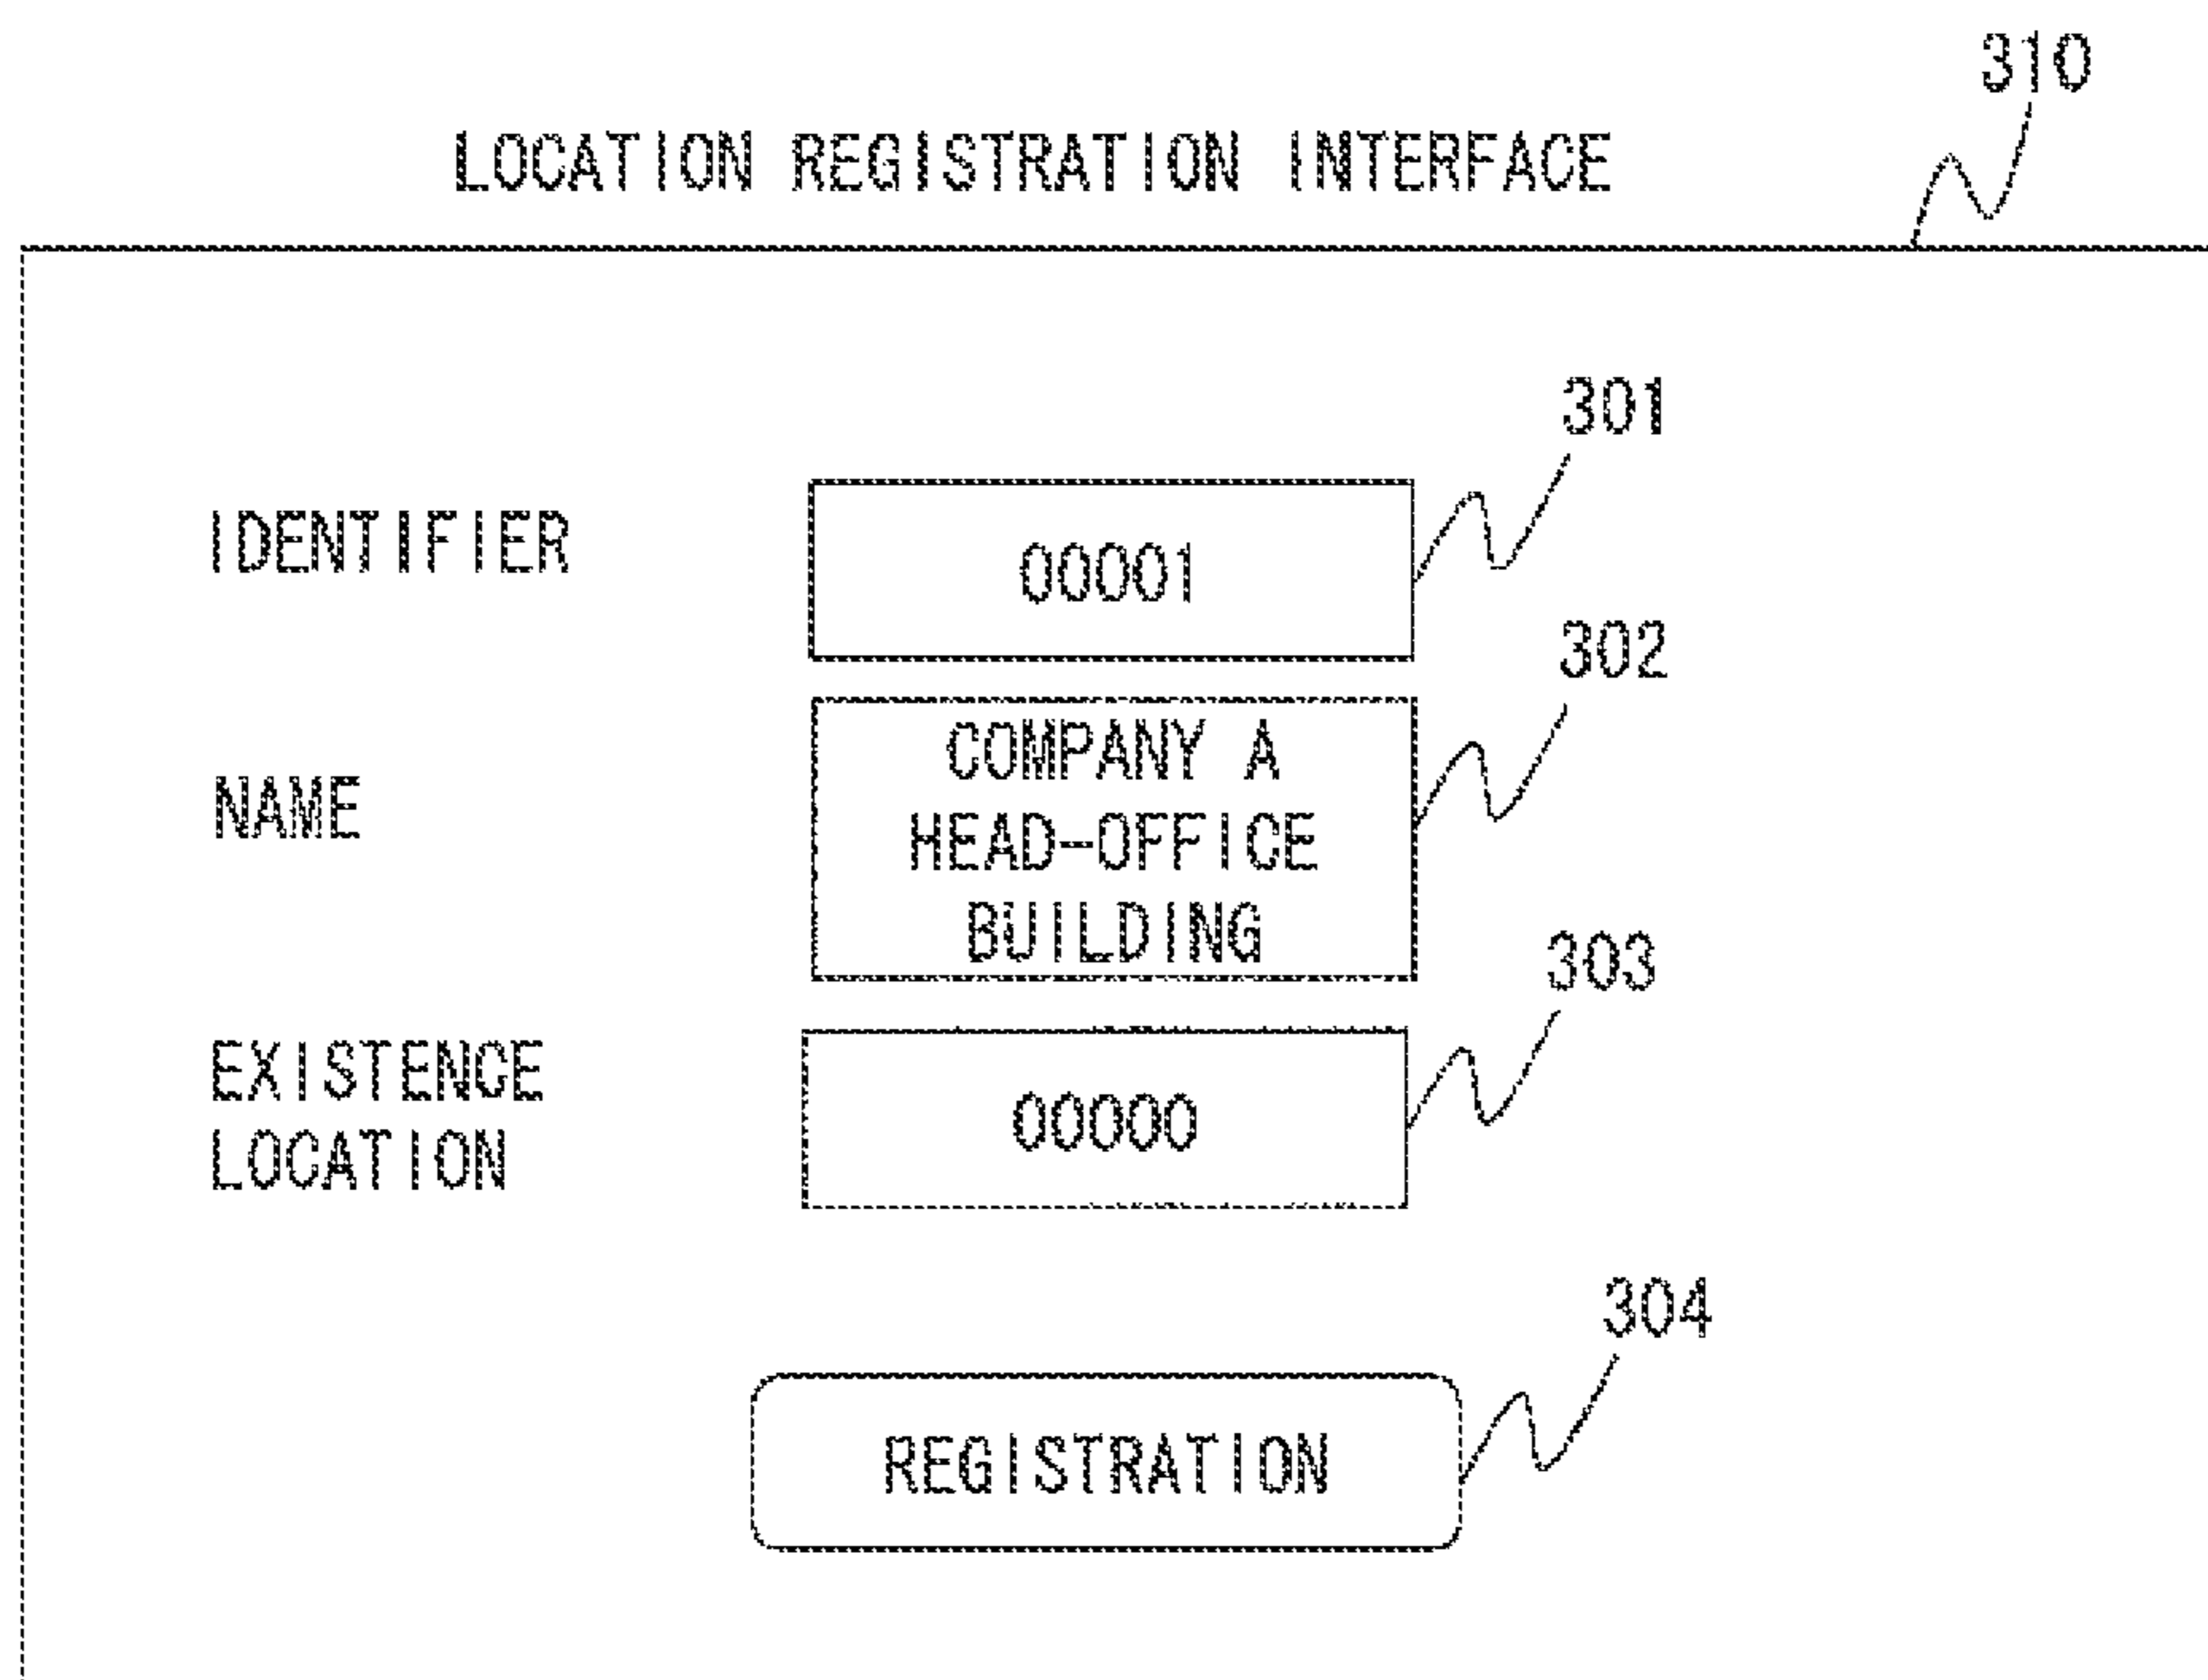 310
LOCATION REGISTRATION INTERFACE
301
IDENTIFIER
00001
302
COMPANY A
NAME
HEAD-OFFICE
BUILDING
303
EXISTENCE
00000
LOCATION
304
REGISTRATION